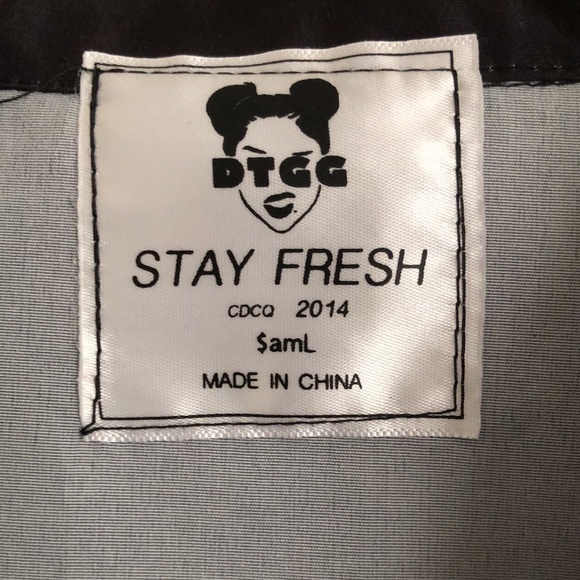 DTGG
STAY FRESH
CDCQ 2014
$amL
MADE IN CHINA